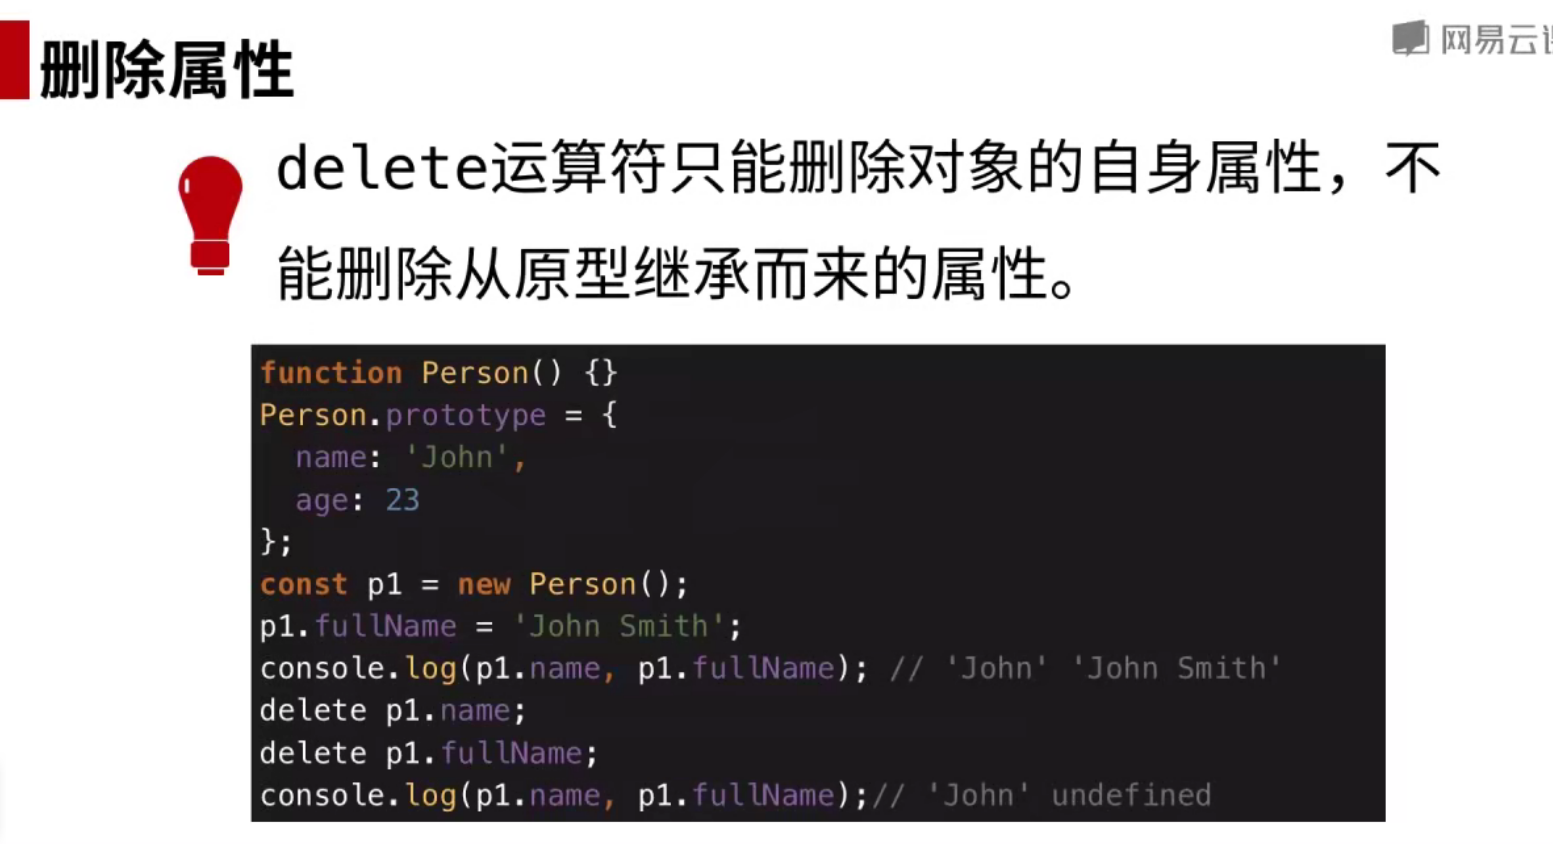 删除属性
网易云
delete运算符只能删除对象的自身属性，不
能删除从原型继承而来的属性。
function Person() {}
Person.prototype = {
  name: 'John',
  age: 23
};
const p1 = new Person();
p1.fullName = 'John Smith';
console.log(p1.name, p1.fullName); // 'John' 'John Smith'
delete p1.name;
delete p1.fullName;
console.log(p1.name, p1.fullName);// 'John' undefined